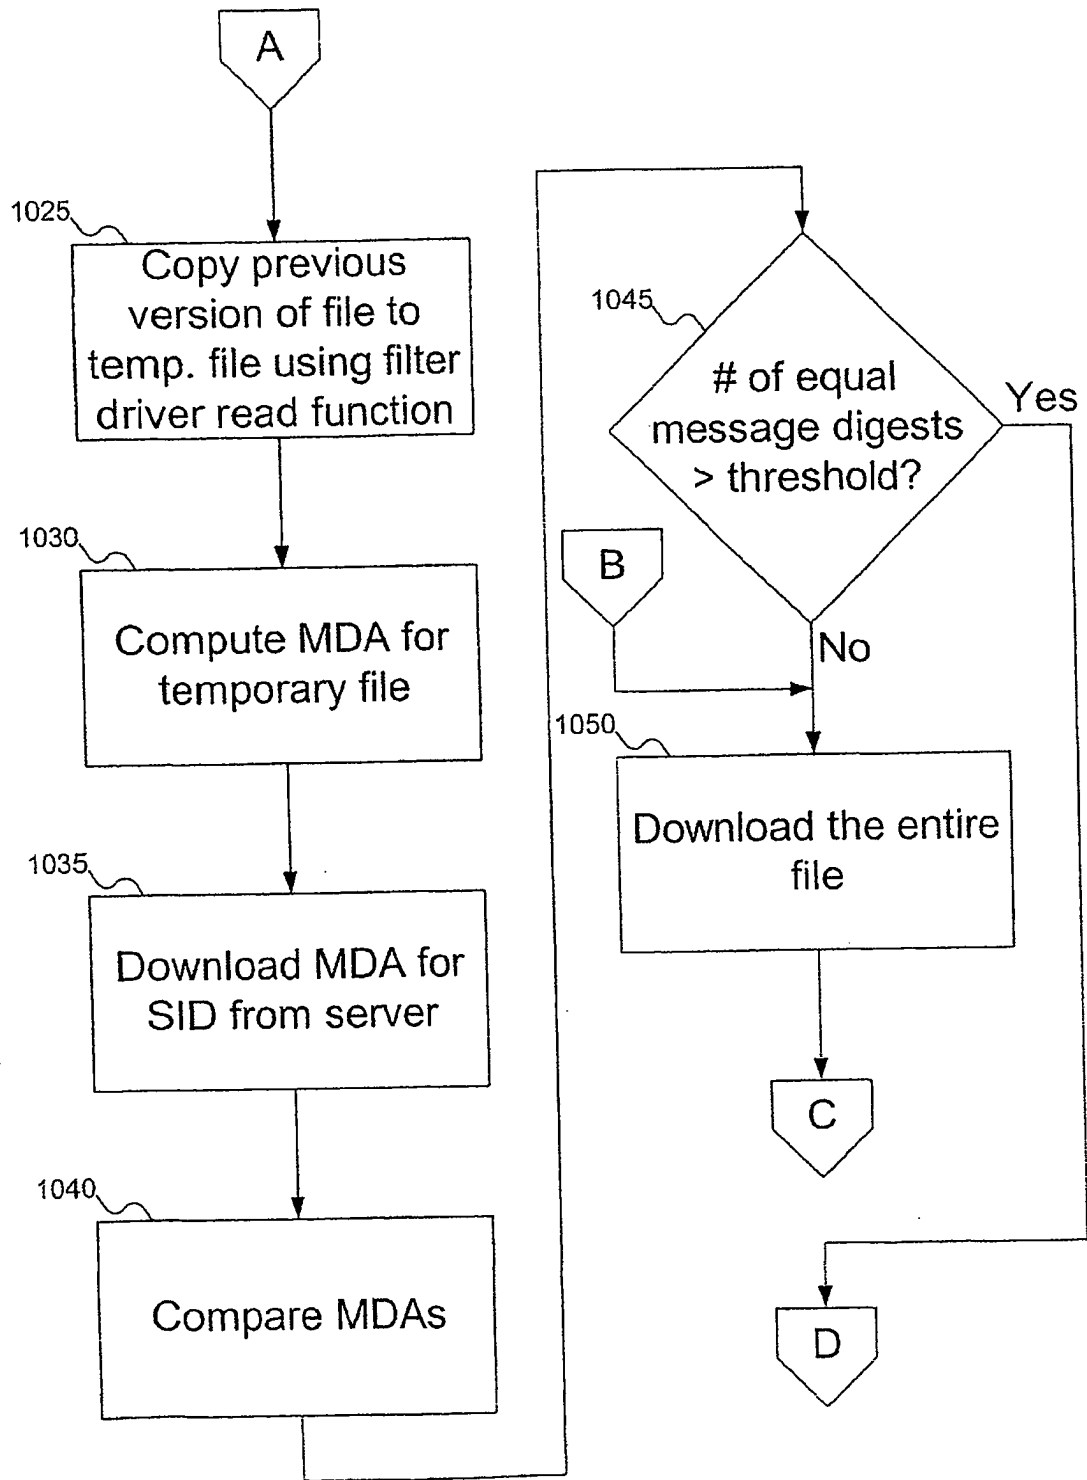 A
1025
Copy previous
version of file to
temp. file using filter
driver read function
1030
Compute MDA for
temporary file
1035
Download MDA for
SID from server
1040
Compare MDAs
1045
# of equal
message digests
> threshold?
Yes
B
No
1050
Download the entire
file
C
D